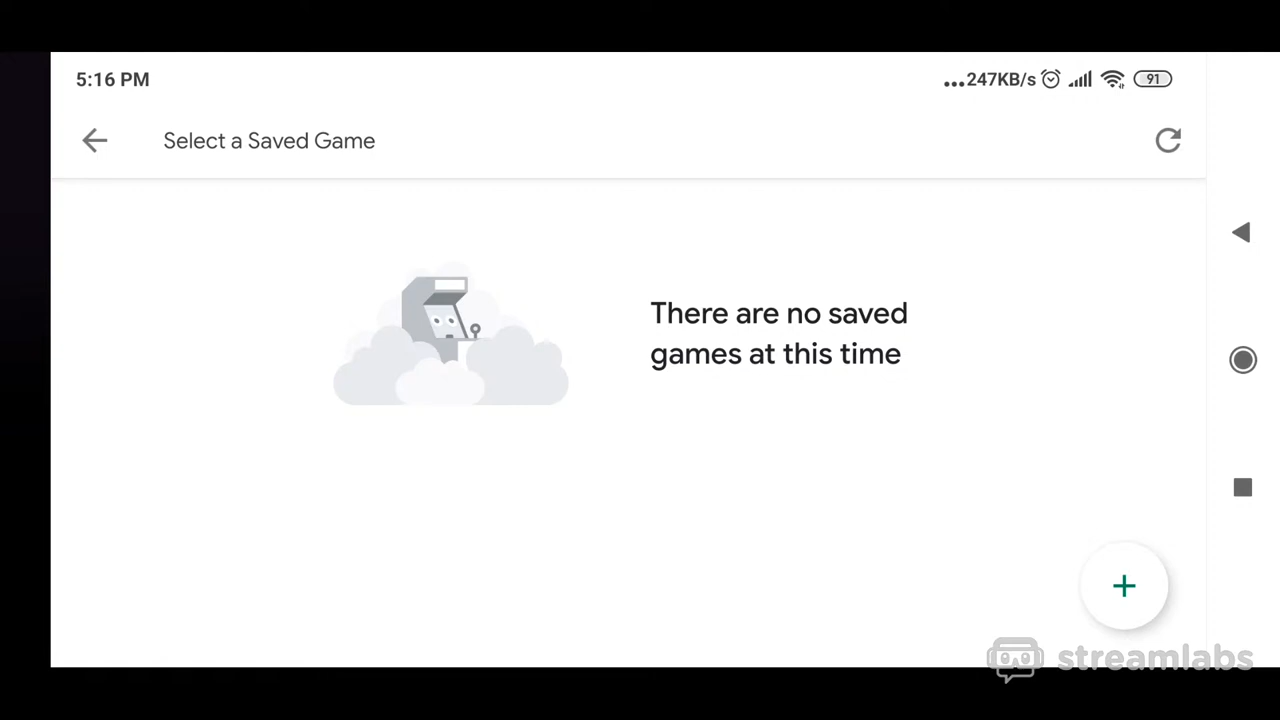 5:16 PM
...247KB/s
91
Select a Saved Game
There are no saved
games at this time
streamlabs